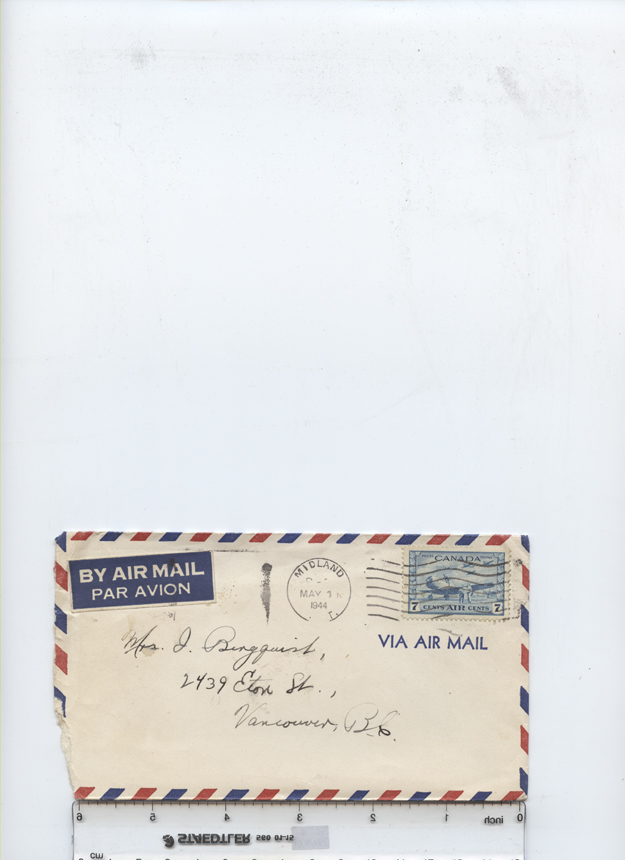 BY AIR MAIL
PAR AVION
MIDLAND
MAY
1944
CANADA
7 CENTS AIR CENTS 7
VIA AIR MAIL
Mrs. J. Bergquist,
2439 Eton St.,
Vancouver, B.C.
6 5 4 3 2 1 0 inch
STAEDTLER
cm